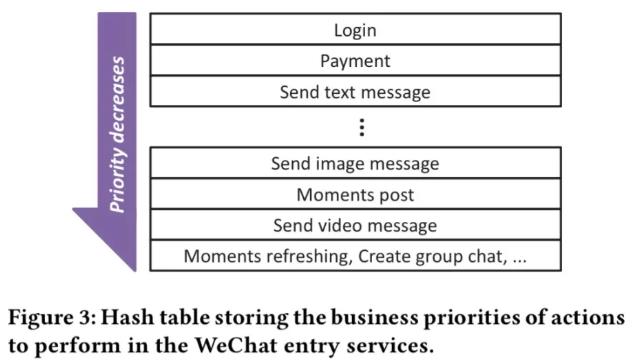 Priority decreases
Login
Payment
Send text message
⋮
Send image message
Moments post
Send video message
Moments refreshing, Create group chat, ...
Figure 3: Hash table storing the business priorities of actions
to perform in the WeChat entry services.